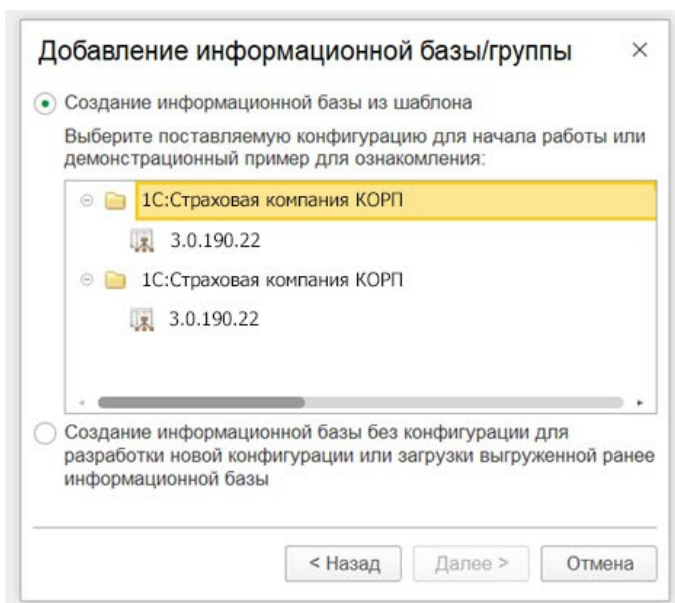 Добавление информационной базы/группы
Создание информационной базы из шаблона
Выберите поставляемую конфигурацию для начала работы или
демонстрационный пример для ознакомления:
1С:Страховая компания КОРП
3.0.190.22
1С:Страховая компания КОРП
3.0.190.22
Создание информационной базы без конфигурации для
разработки новой конфигурации или загрузки выгруженной ранее
информационной базы
< Назад Далее > Отмена